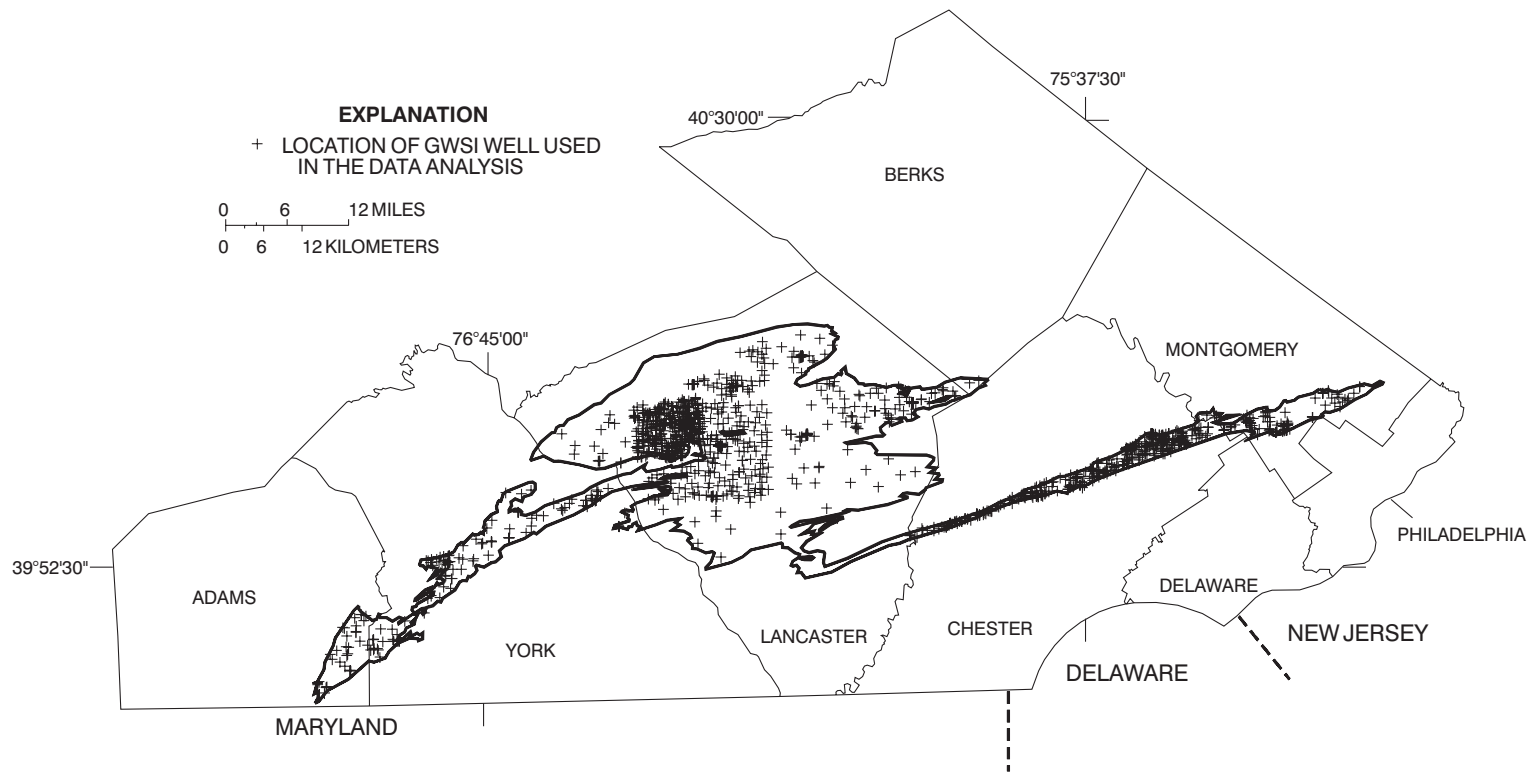 EXPLANATION
+ LOCATION OF GWSI WELL USED
IN THE DATA ANALYSIS
0 6 12 MILES
0 6 12 KILOMETERS
75°37'30"
40°30'00"
BERKS
76°45'00"
MONTGOMERY
39°52'30"
ADAMS
PHILADELPHIA
DELAWARE
YORK
LANCASTER
CHESTER
NEW JERSEY
DELAWARE
MARYLAND